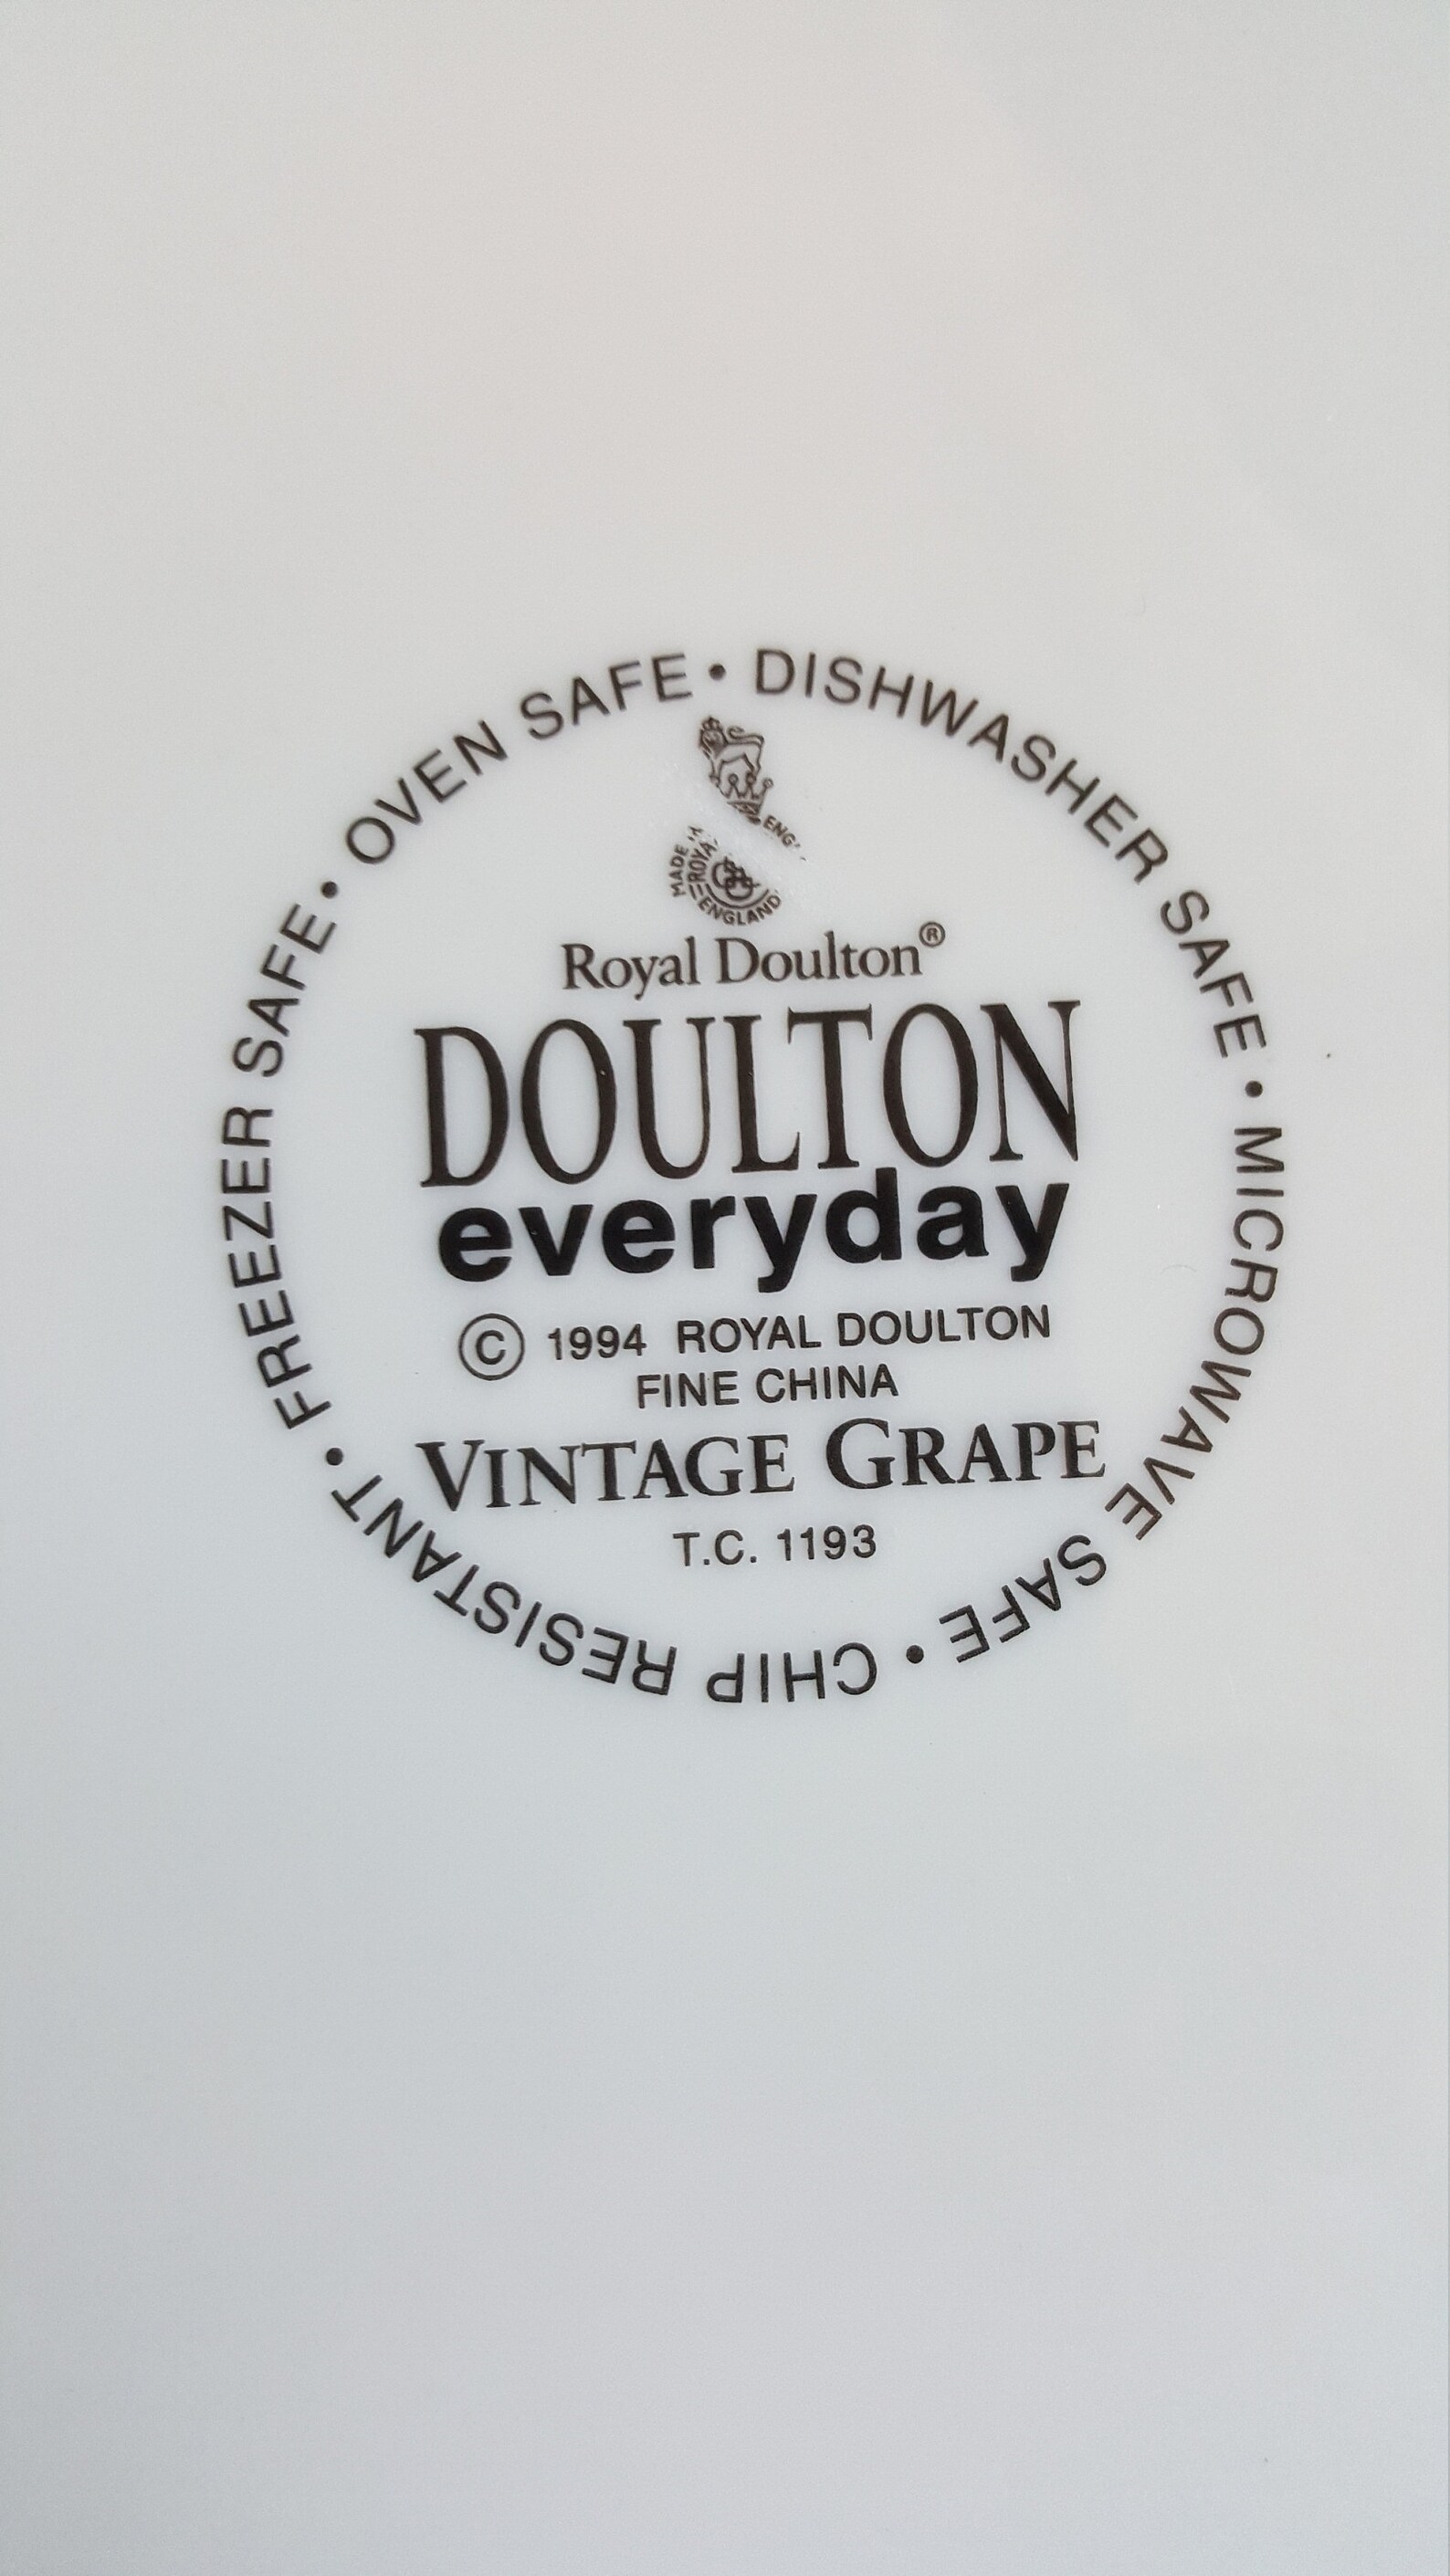 OVEN SAFE • DISHWASHER SAFE • MICROWAVE SAFE • CHIP RESISTANT • FREEZER SAFE •
ENG
MADE
ENGLAND
Royal Doulton®
DOULTON
everyday
© 1994 ROYAL DOULTON
FINE CHINA
VINTAGE GRAPE
T.C. 1193